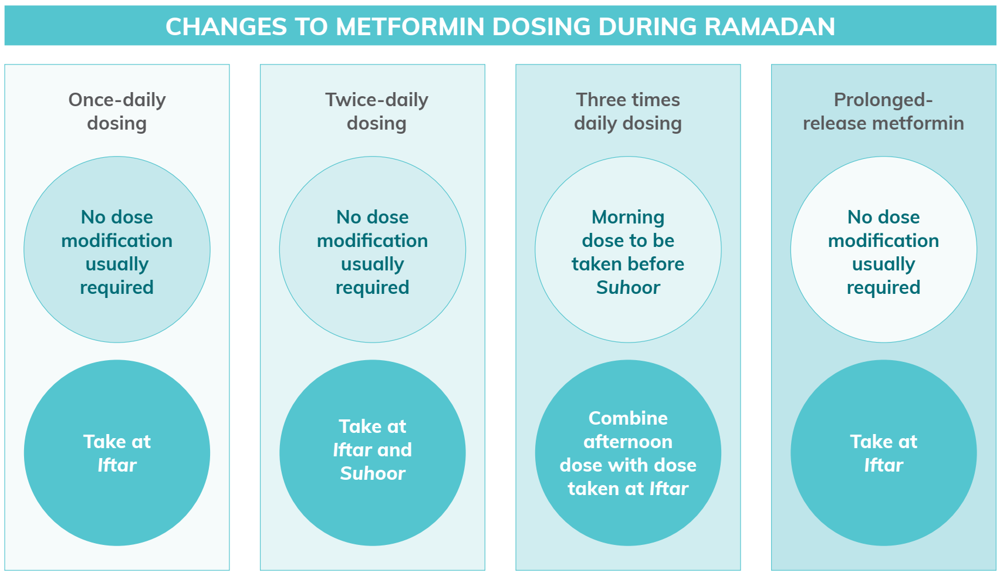 CHANGES TO METFORMIN DOSING DURING RAMADAN
Once-daily
dosing
No dose
modification
usually
required
Take at
Iftar
Twice-daily
dosing
No dose
modification
usually
required
Take at
Iftar and
Suhoor
Three times
daily dosing
Morning
dose to be
taken before
Suhoor
Combine
afternoon
dose with dose
taken at Iftar
Prolonged-
release metformin
No dose
modification
usually
required
Take at
Iftar